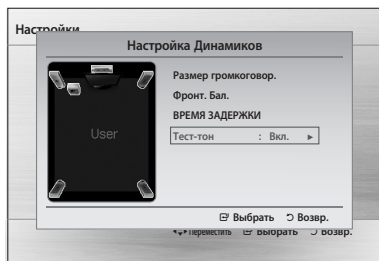 Настройки
Настройка Динамиков
Размер громкоговор.
Фронт. Бал.
ВРЕМЯ ЗАДЕРЖКИ
Тест-тон : Вкл. ►
User
Выбрать Возвр.
Переместить Выбрать Возвр.